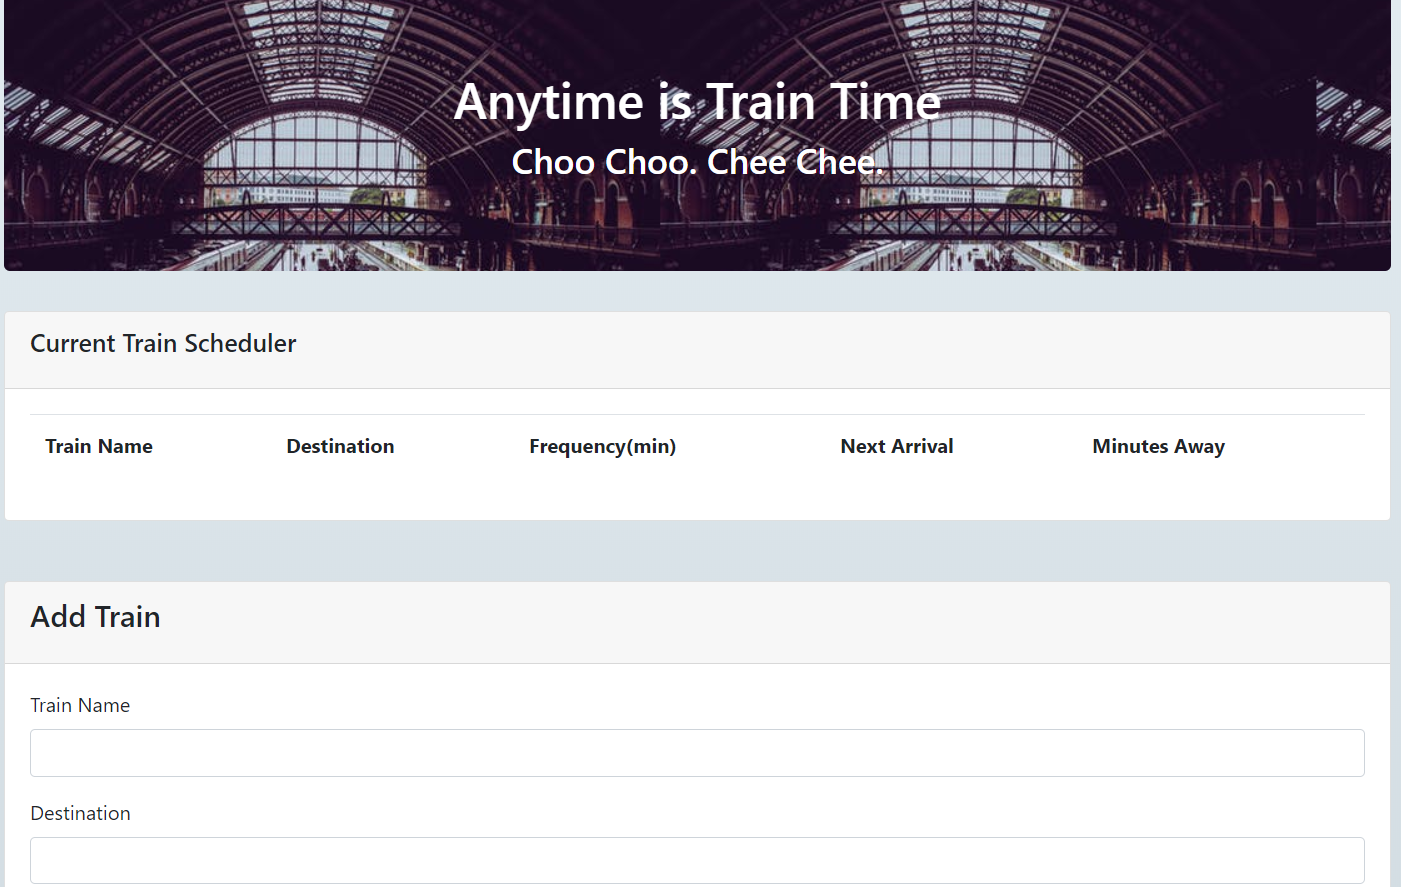 Anytime is Train Time
Choo Choo. Chee Chee.
Current Train Scheduler
Train Name Destination Frequency(min) Next Arrival Minutes Away
Add Train
Train Name
Destination